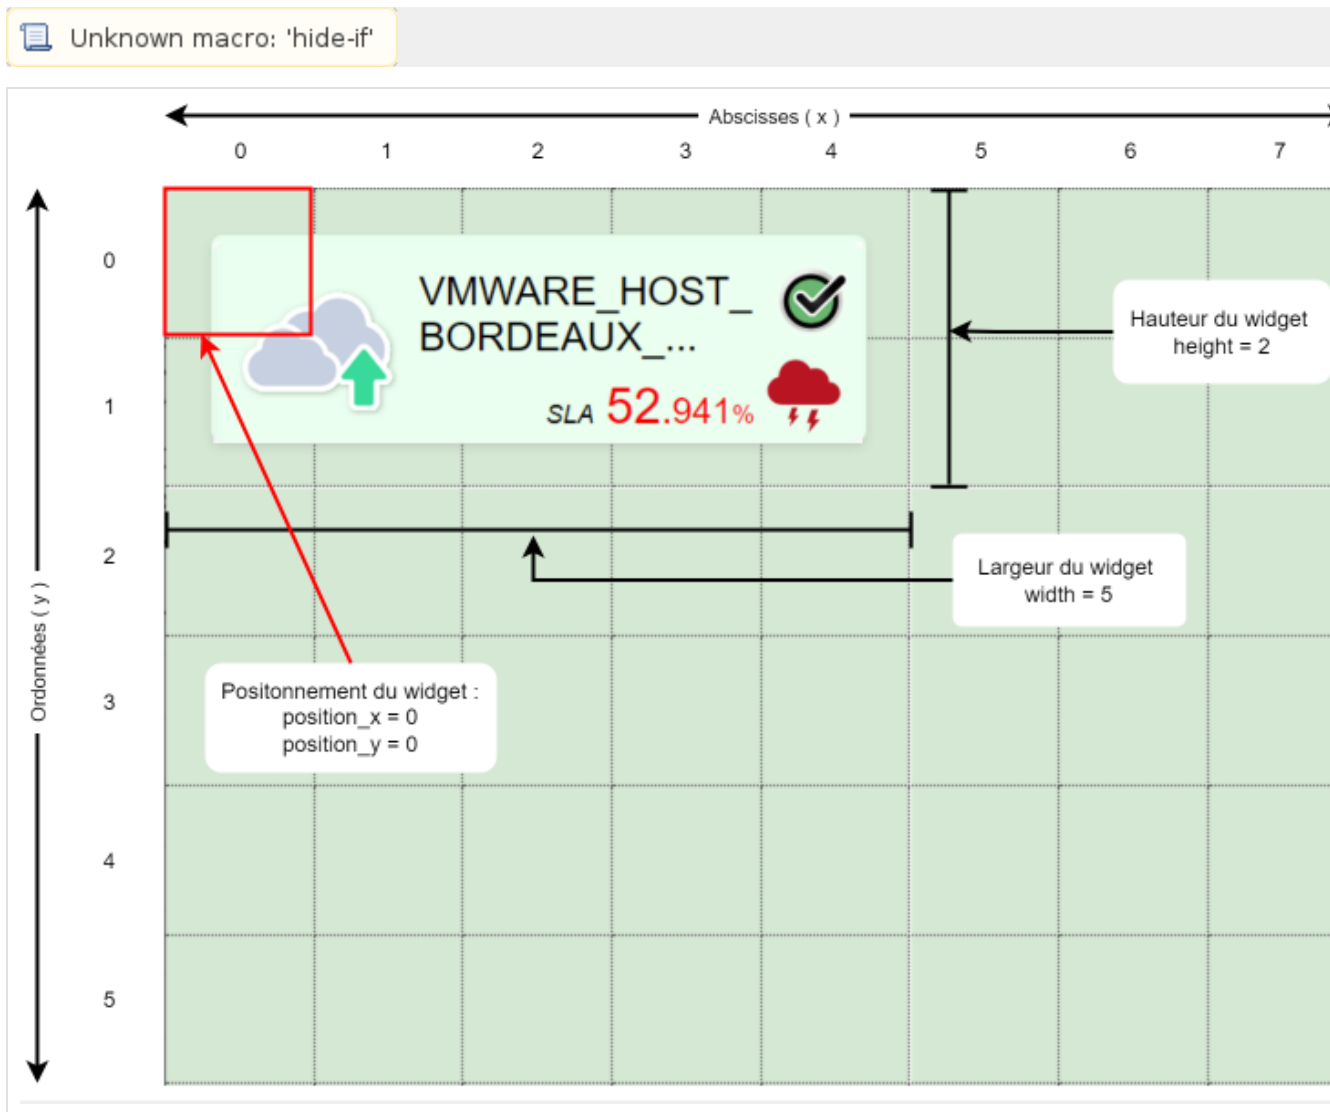 Unknown macro: 'hide-if'
Abscisses ( x )
0 1 2 3 4 5 6 7
Ordonnées ( y )
0
1
2
3
4
5
VMWARE_HOST_
BORDEAUX_...
SLA 52.941%
Hauteur du widget
height = 2
Largeur du widget
width = 5
Positonnement du widget :
position_x = 0
position_y = 0